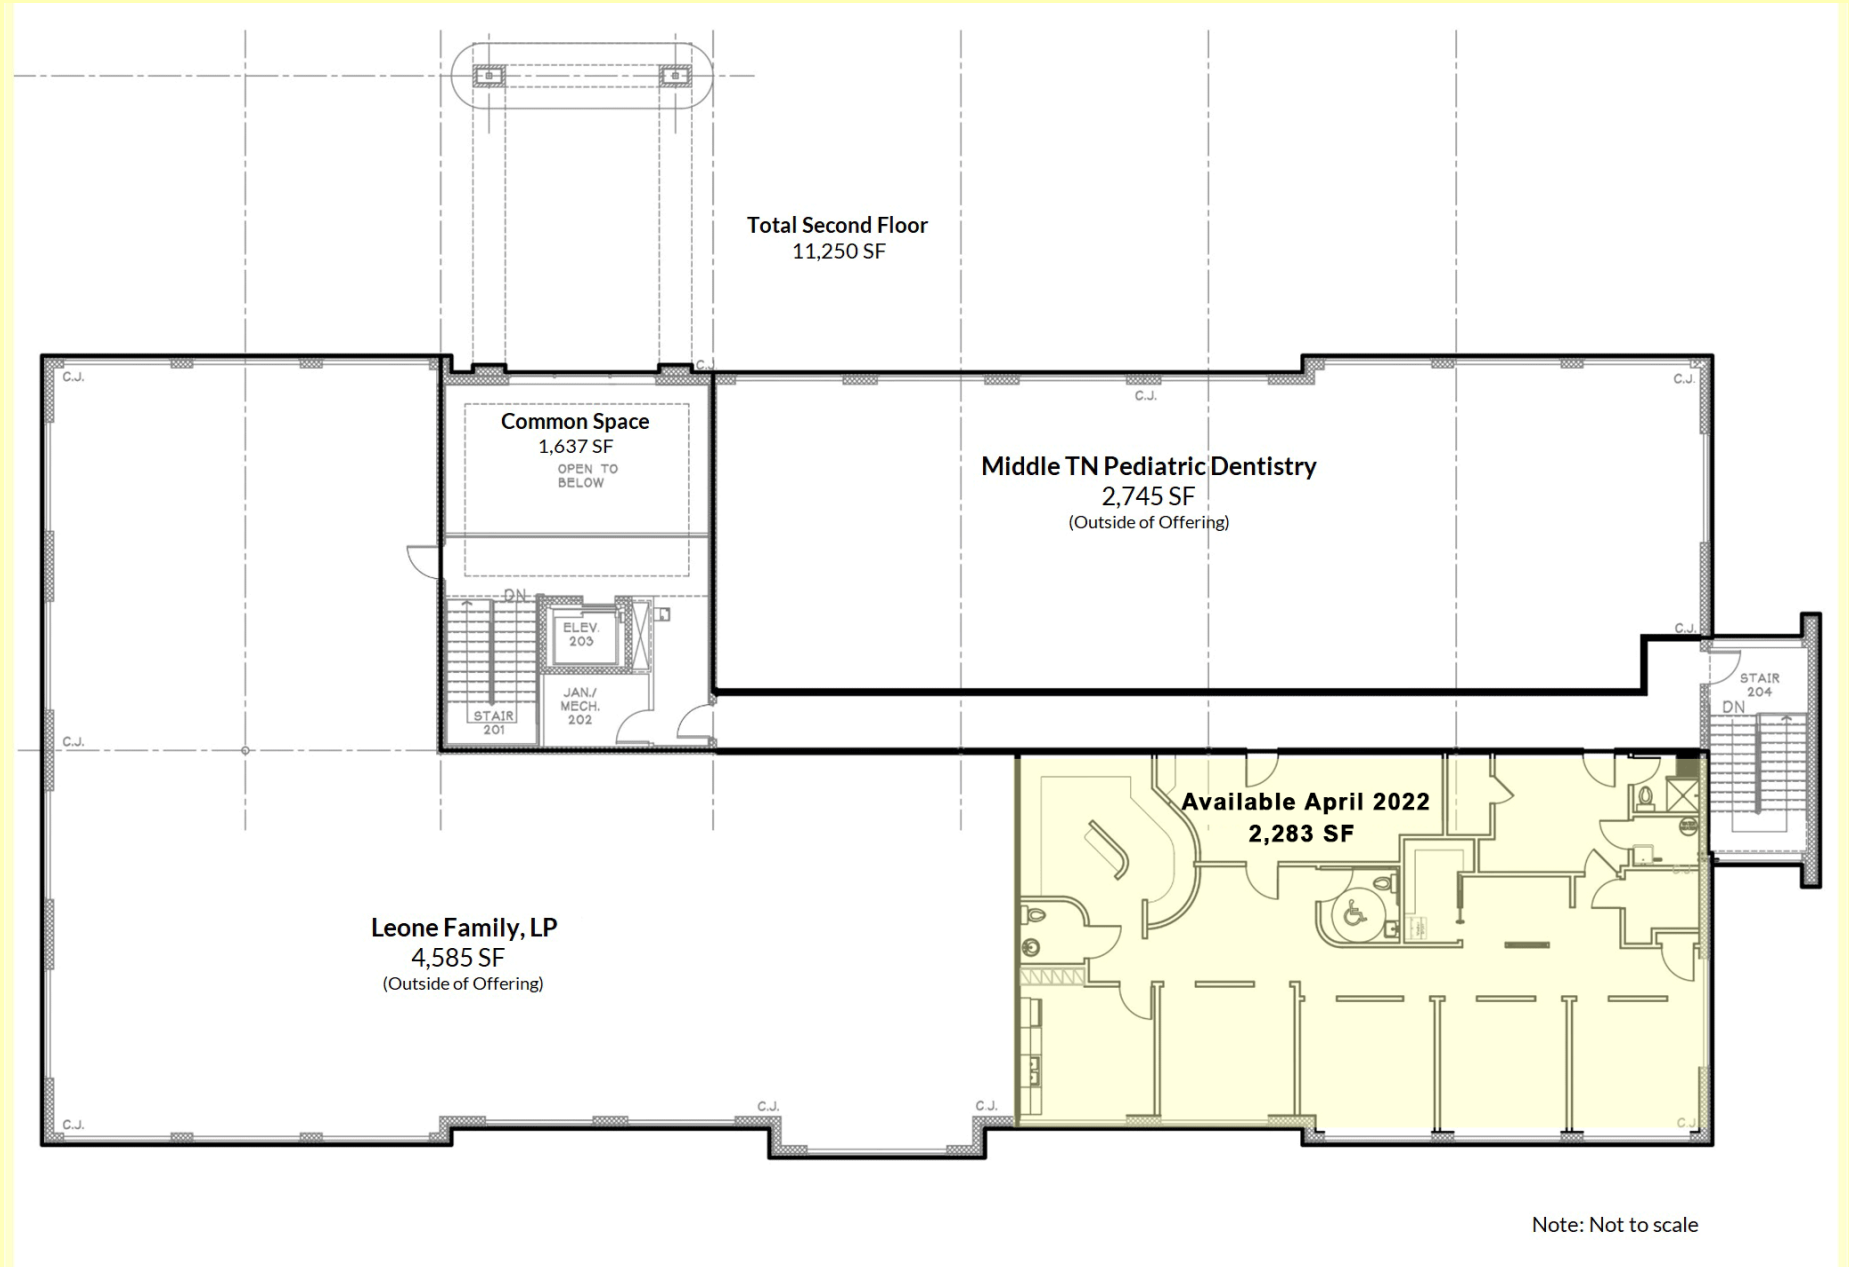 Total Second Floor
11,250 SF
C.J.
C.J.
C.J.
C.J.
Common Space
1,637 SF
OPEN TO
BELOW
Middle TN Pediatric Dentistry
2,745 SF
(Outside of Offering)
DN
ELEV.
203
C.J.
JAN./
MECH.
202
STAIR
201
STAIR
204
DN
C.J.
Available April 2022
2,283 SF
C.J.
Leone Family, LP
4,585 SF
(Outside of Offering)
C.J.
C.J.
C.J.
C.J.
Note: Not to scale